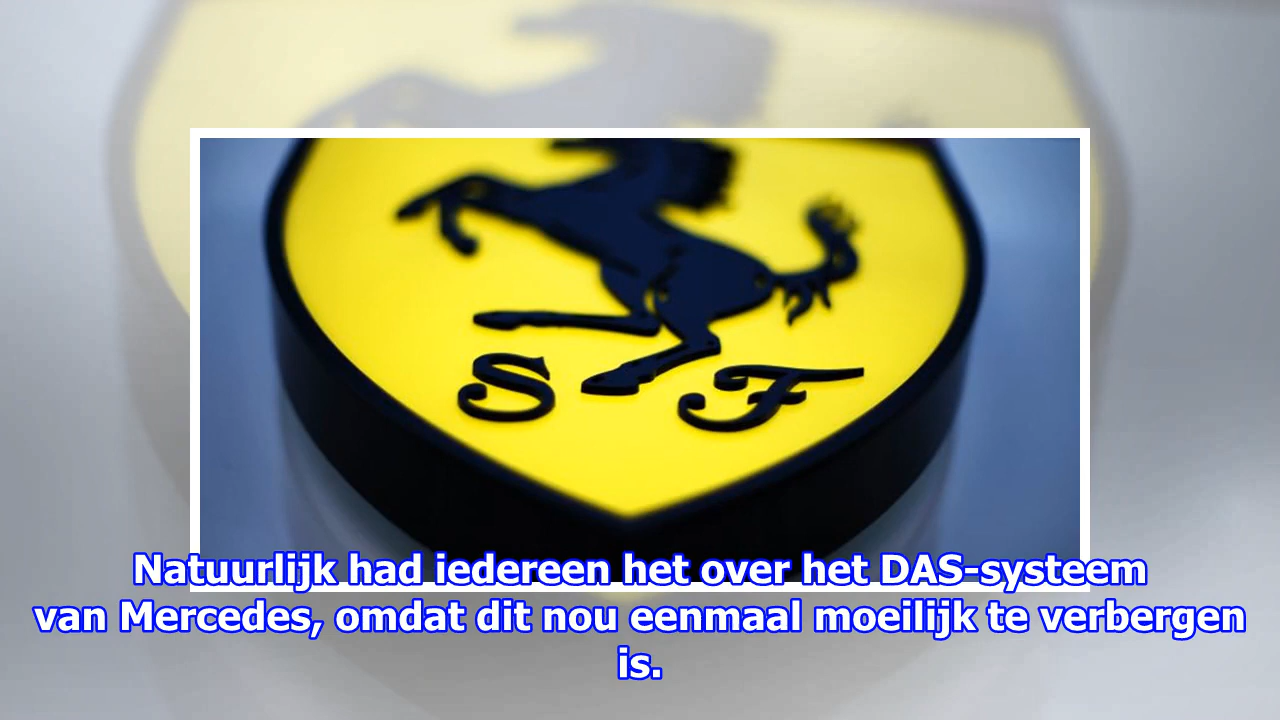 S F
Natuurlijk had iedereen het over het DAS-systeem
van Mercedes, omdat dit nou eenmaal moeilijk te verbergen
is.